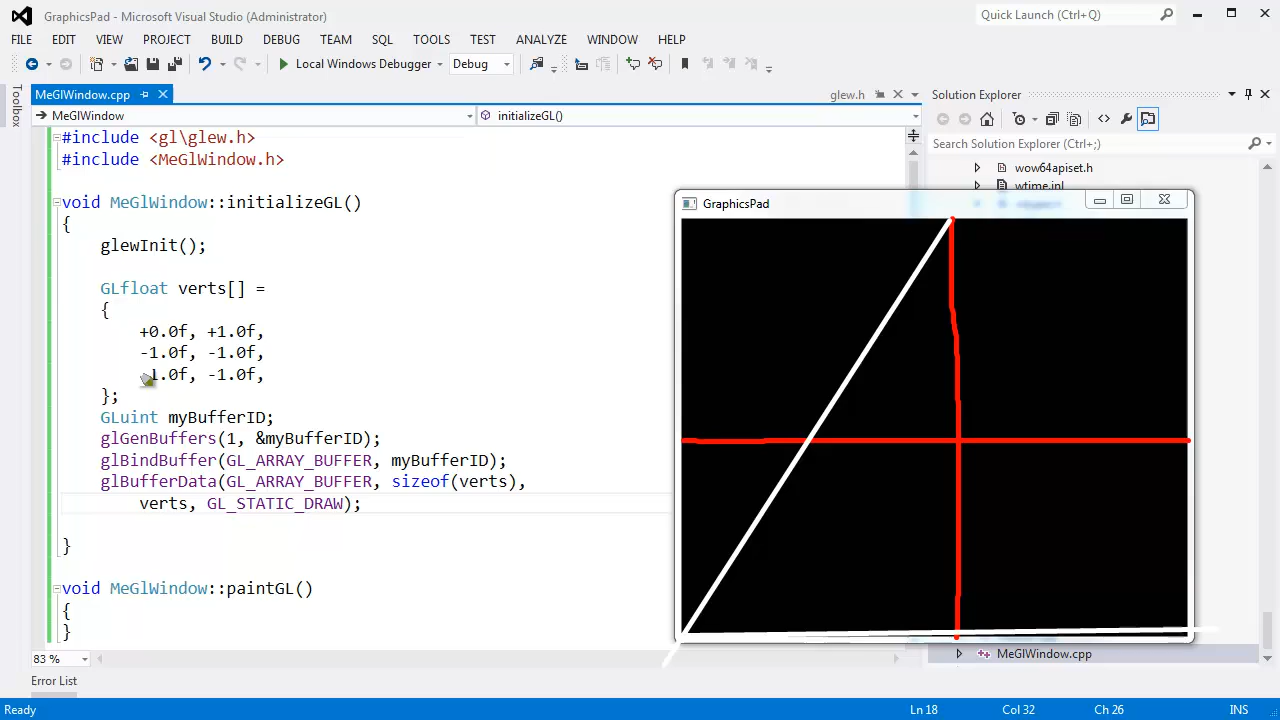 GraphicsPad - Microsoft Visual Studio (Administrator)
Quick Launch (Ctrl+Q)
FILE EDIT VIEW PROJECT BUILD DEBUG TEAM SQL TOOLS TEST ANALYZE WINDOW HELP
Local Windows Debugger Debug
Toolbox
MeGlWindow.cpp
glew.h
Solution Explorer
MeGlWindow
initializeGL()
Search Solution Explorer (Ctrl+;)
#include <gl\glew.h>
#include <MeGlWindow.h>
void MeGlWindow::initializeGL()
{
glewInit();
GLfloat verts[] =
{
+0.0f, +1.0f,
-1.0f, -1.0f,
1.0f, -1.0f,
};
GLuint myBufferID;
glGenBuffers(1, &myBufferID);
glBindBuffer(GL_ARRAY_BUFFER, myBufferID);
glBufferData(GL_ARRAY_BUFFER, sizeof(verts),
verts, GL_STATIC_DRAW);
}
void MeGlWindow::paintGL()
{
}
wow64apiset.h
wtime.inl
GraphicsPad
MeGlWindow.cpp
83 %
Error List
Ready
Ln 18
Col 32
Ch 26
INS